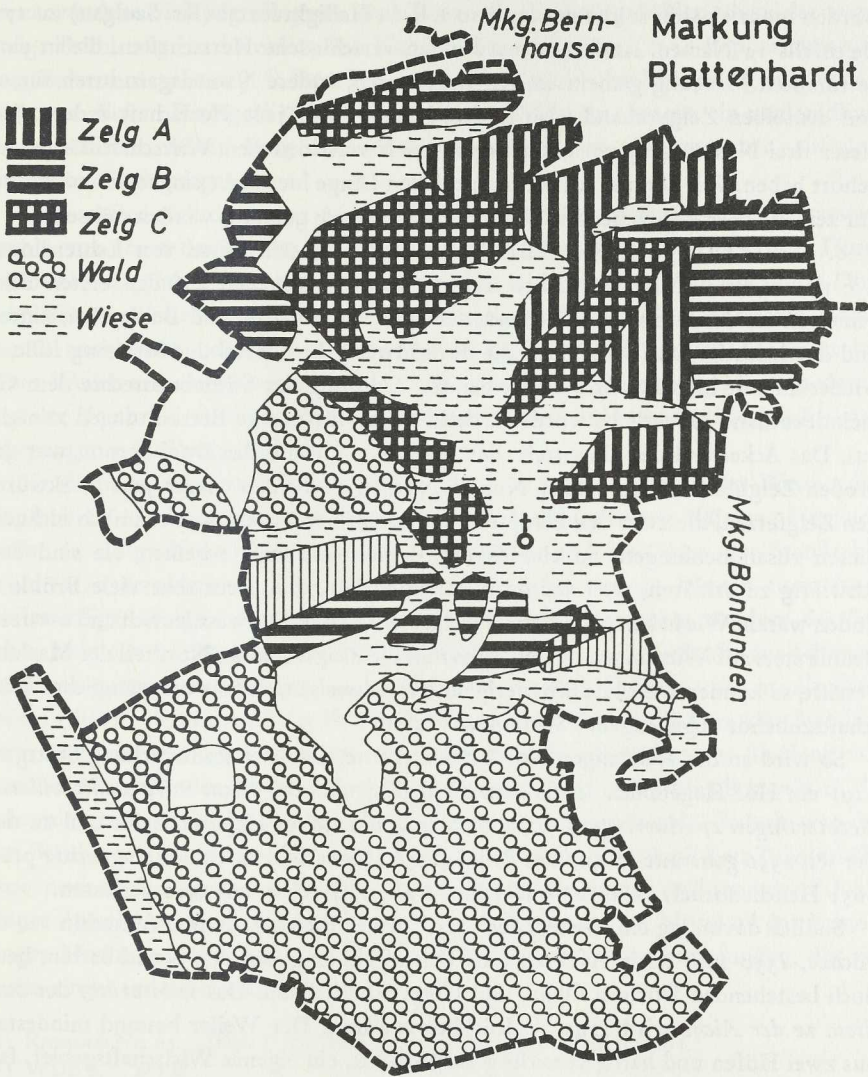 Mkg. Bern-
hausen
Markung
Plattenhardt
Zelg A
Zelg B
Zelg C
Wald
Wiese
Mkg. Bonlanden